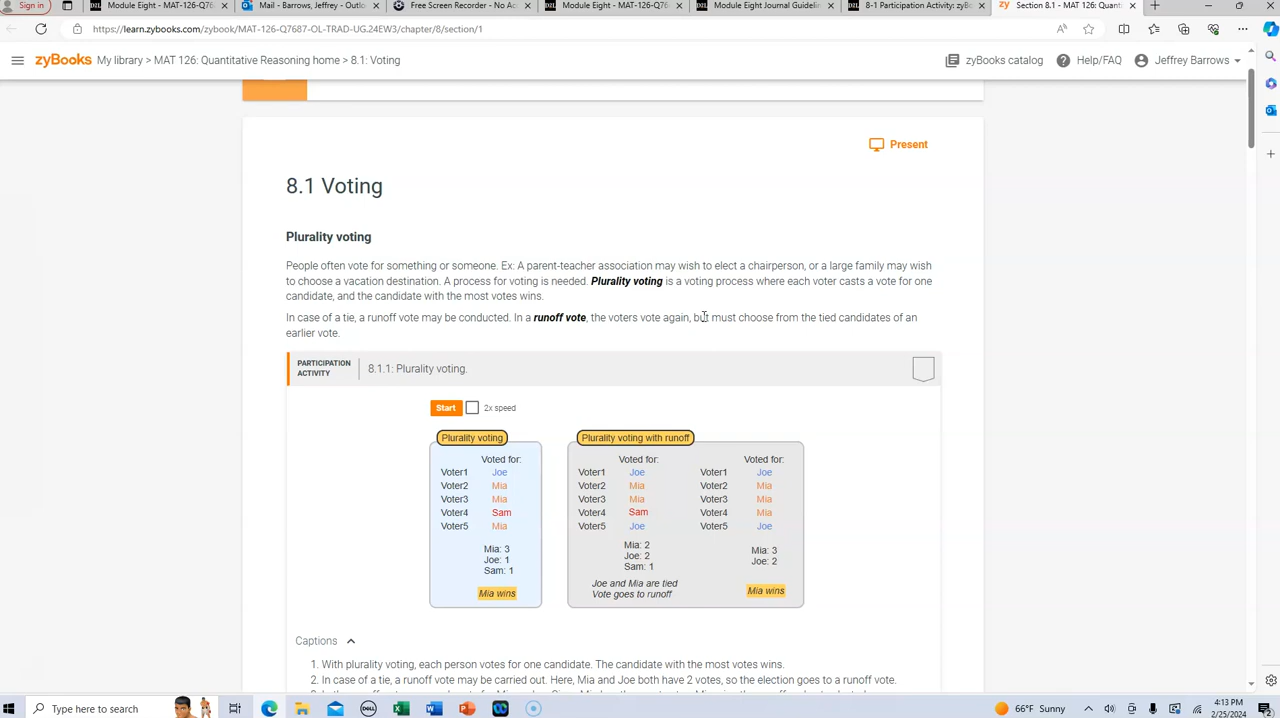 Module Eight - MAT-126-Q7687
Mail - Barrows, Jeffrey - Outlo
Free Screen Recorder - No Ac
Module Eight - MAT-126-Q76
Module Eight Journal Guidelin
8-1 Participation Activity: zyBo
Section 8.1 - MAT 126: Quanti
https://learn.zybooks.com/zybook/MAT-126-Q7687-OL-TRAD-UG.24EW3/chapter/8/section/1
zyBooks My library > MAT 126: Quantitative Reasoning home > 8.1: Voting
zyBooks catalog Help/FAQ Jeffrey Barrows
Present
8.1 Voting
Plurality voting
People often vote for something or someone. Ex: A parent-teacher association may wish to elect a chairperson, or a large family may wish
to choose a vacation destination. A process for voting is needed. Plurality voting is a voting process where each voter casts a vote for one
candidate, and the candidate with the most votes wins.
In case of a tie, a runoff vote may be conducted. In a runoff vote, the voters vote again, but must choose from the tied candidates of an
earlier vote.
PARTICIPATION
ACTIVITY
8.1.1: Plurality voting.
Start 2x speed
Plurality voting
Voted for:
Voter1 Joe
Voter2 Mia
Voter3 Mia
Voter4 Sam
Voter5 Mia
Mia: 3
Joe: 1
Sam: 1
Mia wins
Plurality voting with runoff
Voted for:
Voter1 Joe
Voter2 Mia
Voter3 Mia
Voter4 Sam
Voter5 Joe
Mia: 2
Joe: 2
Sam: 1
Joe and Mia are tied
Vote goes to runoff
Voted for:
Voter1 Joe
Voter2 Mia
Voter3 Mia
Voter4 Mia
Voter5 Joe
Mia: 3
Joe: 2
Mia wins
Captions
1. With plurality voting, each person votes for one candidate. The candidate with the most votes wins.
2. In case of a tie, a runoff vote may be carried out. Here, Mia and Joe both have 2 votes, so the election goes to a runoff vote.
Type here to search
66°F Sunny
4:13 PM
2/25/2024